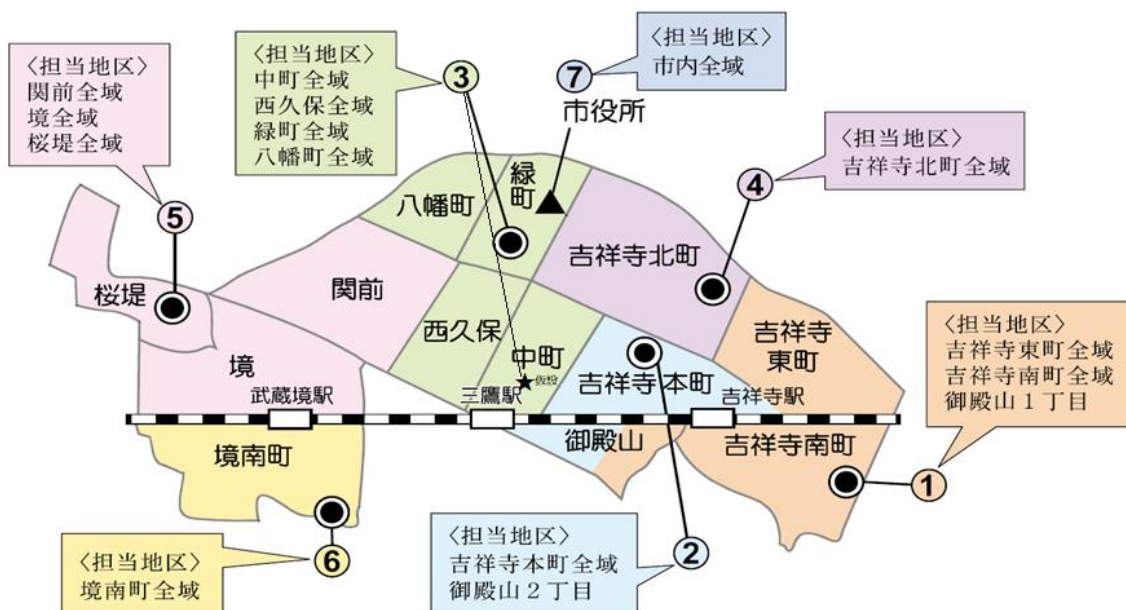 〈担当地区〉
関前全域
境全域
桜堤全域
5
〈担当地区〉
中町全域
西久保全域
緑町全域
八幡町全域
3
7
〈担当地区〉
市内全域
市役所
〈担当地区〉
吉祥寺北町全域
4
八幡町
緑町
吉祥寺北町
桜堤
関前
西久保
中町
仮設
境
吉祥寺本町
吉祥寺
東町
武蔵境駅
三鷹駅
吉祥寺駅
境南町
御殿山
吉祥寺南町
〈担当地区〉
吉祥寺東町全域
吉祥寺南町全域
御殿山1丁目
1
〈担当地区〉
境南町全域
6
〈担当地区〉
吉祥寺本町全域
御殿山2丁目
2